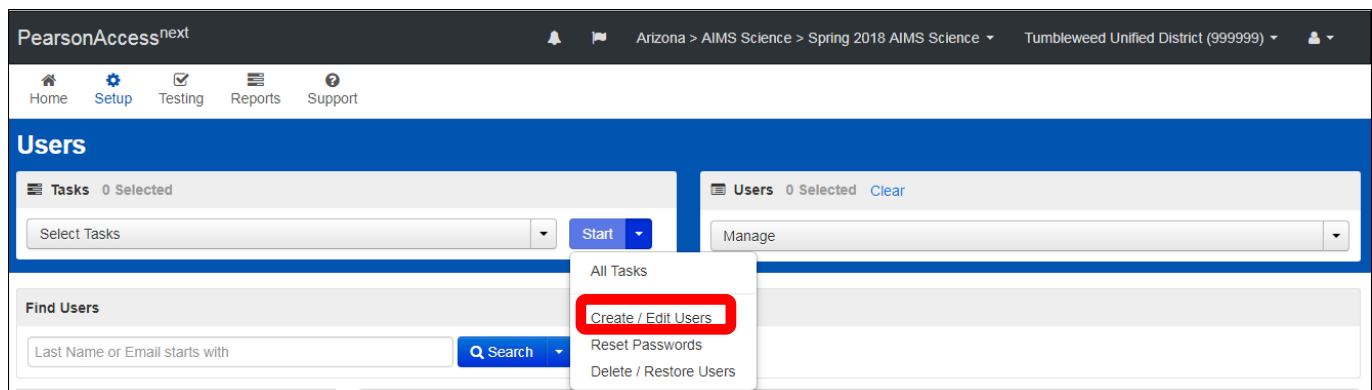 PearsonAccessnext
Arizona > AIMS Science > Spring 2018 AIMS Science
Tumbleweed Unified District (999999)
Home
Setup
Testing
Reports
Support
Users
Tasks 0 Selected
Users 0 Selected Clear
Select Tasks
Start
Manage
All Tasks
Find Users
Create / Edit Users
Last Name or Email starts with
Search
Reset Passwords
Delete / Restore Users